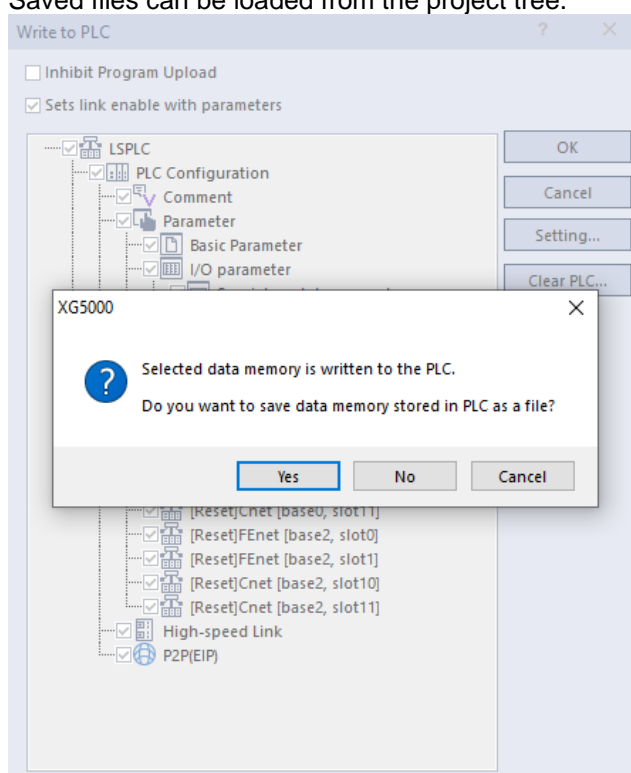 Saved files can be loaded from the project tree.
Write to PLC
? ×
Inhibit Program Upload
Sets link enable with parameters
LSPLC
OK
PLC Configuration
Comment
Cancel
Parameter
Basic Parameter
Setting...
I/O parameter
Clear PLC...
XG5000
Selected data memory is written to the PLC.
Do you want to save data memory stored in PLC as a file?
Yes No Cancel
[Reset]Cnet [base0, slot11]
[Reset]FEnet [base2, slot0]
[Reset]FEnet [base2, slot1]
[Reset]Cnet [base2, slot10]
[Reset]Cnet [base2, slot11]
High-speed Link
P2P(EIP)